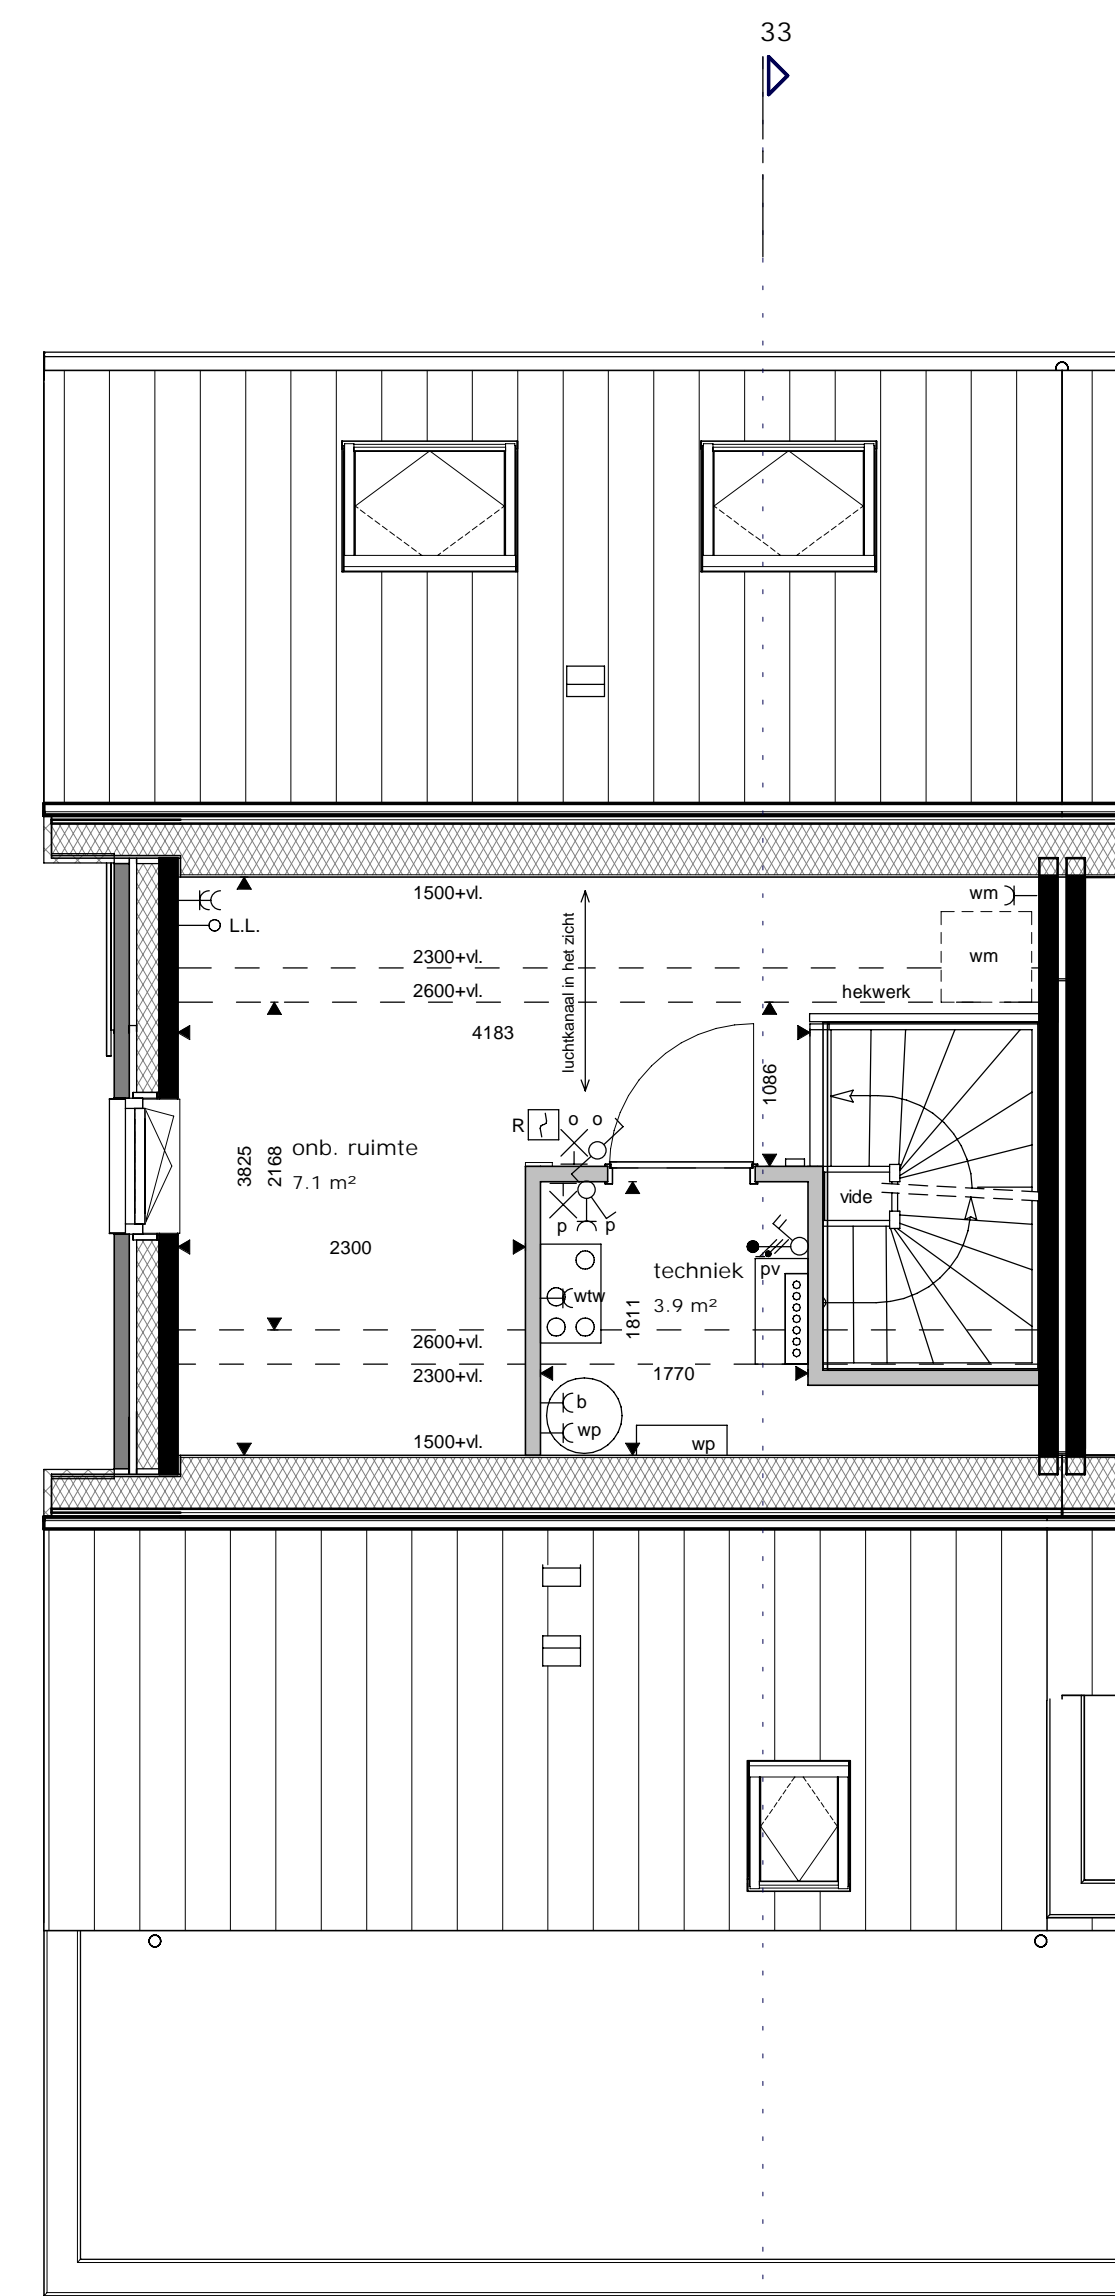 33
1500+vl.
wm
L.L.
luchtkanaal in het zicht
2300+vl.
wm
2600+vl.
hekwerk
4183
1086
R
o o
3825
2168
onb. ruimte
7.1 m²
vide
p p
2300
techniek
pv
wtw
3.9 m²
1811
2600+vl.
2300+vl.
1770
b
wp
1500+vl.
wp